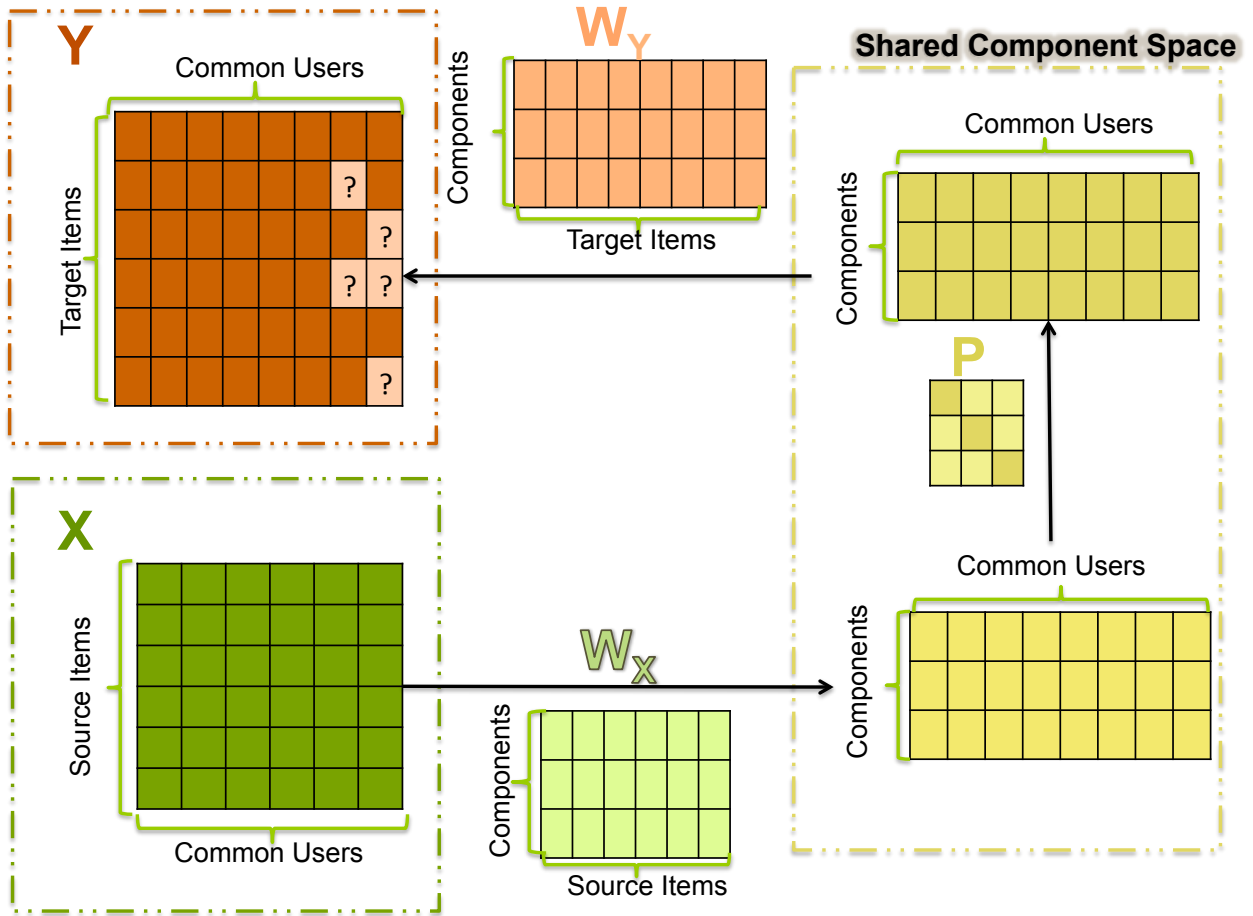 Y
Common Users
Target Items
?
?
? ?
?
W_Y
Components
Target Items
Shared Component Space
Common Users
Components
P
X
Source Items
Common Users
W_X
Components
Source Items
Common Users
Components